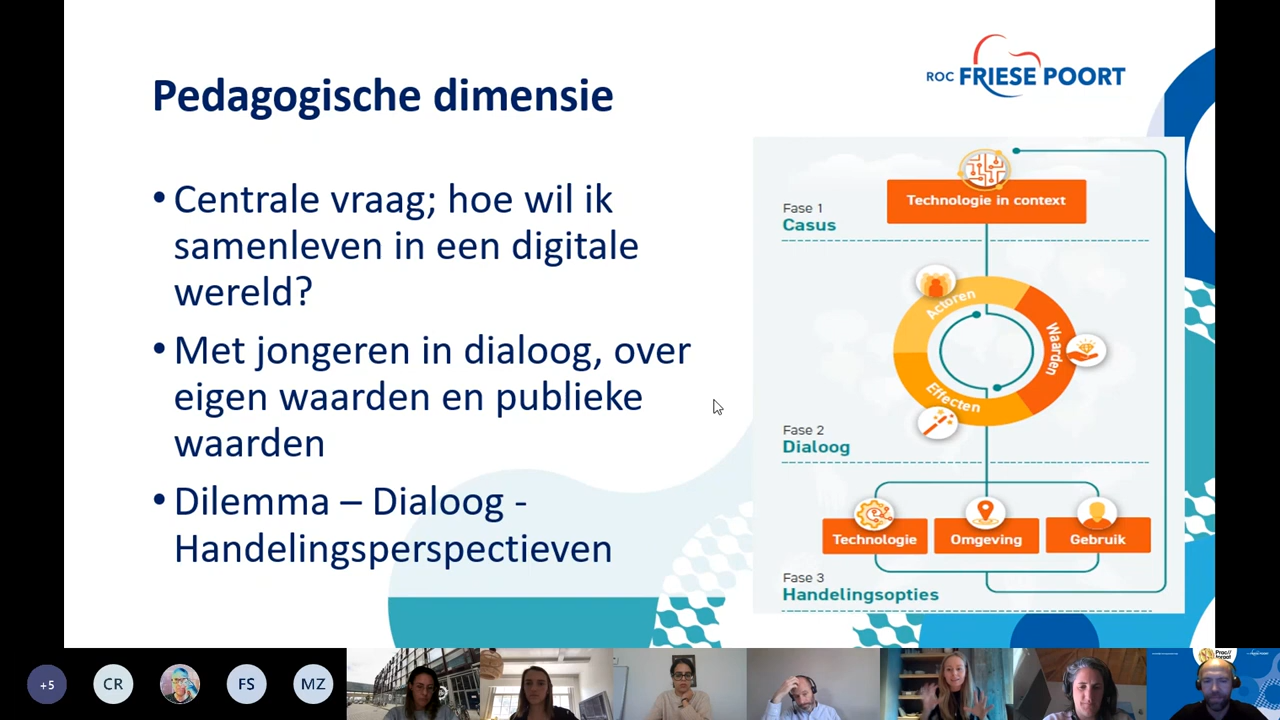 ROC FRIESE POORT
Pedagogische dimensie
• Centrale vraag; hoe wil ik
samenleven in een digitale
wereld?
• Met jongeren in dialoog, over
eigen waarden en publieke
waarden
• Dilemma – Dialoog -
Handelingsperspectieven
Technologie in context
Fase 1
Casus
Actoren
Waarden
Effecten
Fase 2
Dialoog
Technologie
Omgeving
Gebruik
Fase 3
Handelingsopties
+5
CR
FS
MZ